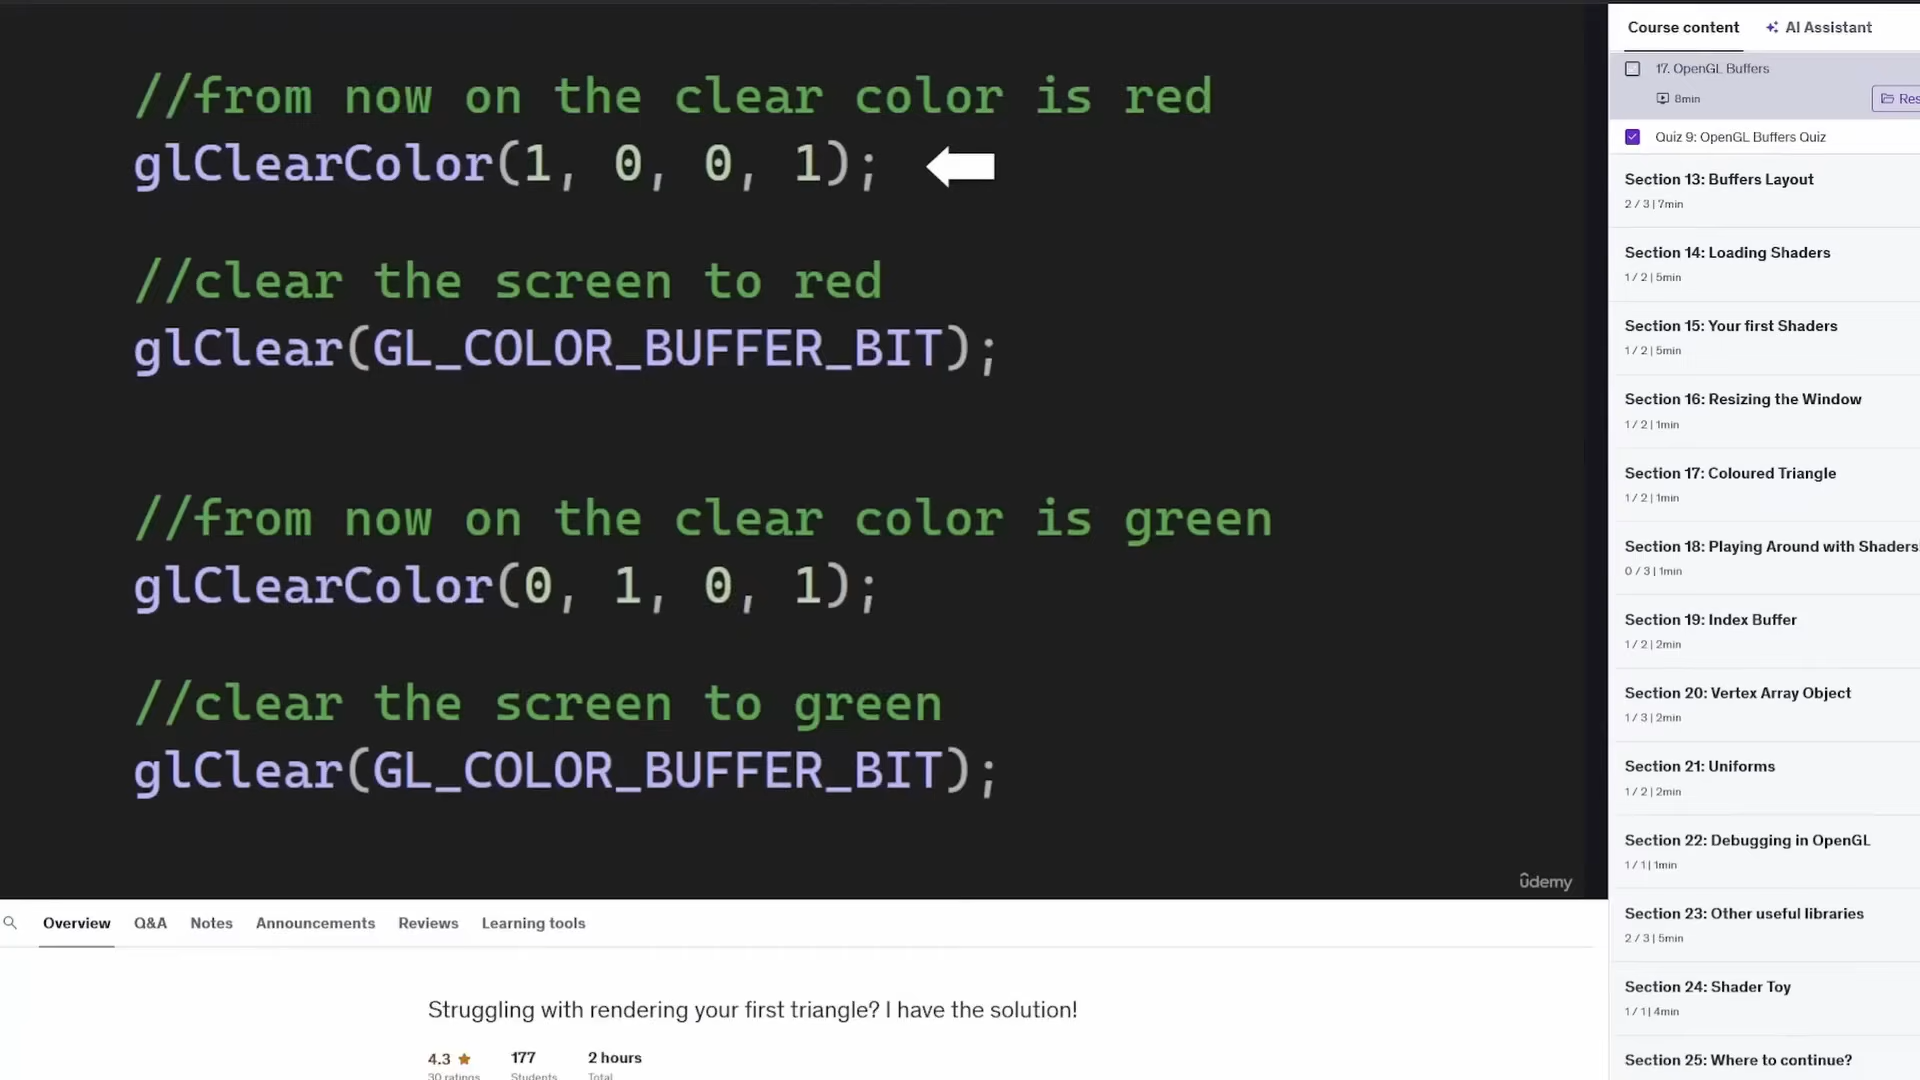 //from now on the clear color is red
glClearColor(1, 0, 0, 1);
//clear the screen to red
glClear(GL_COLOR_BUFFER_BIT);
//from now on the clear color is green
glClearColor(0, 1, 0, 1);
//clear the screen to green
glClear(GL_COLOR_BUFFER_BIT);
ûdemy
Overview Q&A Notes Announcements Reviews Learning tools
Struggling with rendering your first triangle? I have the solution!
4.3 177 2 hours
30 ratings Students Total
Course content AI Assistant
17. OpenGL Buffers
8min
Res
Quiz 9: OpenGL Buffers Quiz
Section 13: Buffers Layout
2 / 3 | 7min
Section 14: Loading Shaders
1 / 2 | 5min
Section 15: Your first Shaders
1 / 2 | 5min
Section 16: Resizing the Window
1 / 2 | 1min
Section 17: Coloured Triangle
1 / 2 | 1min
Section 18: Playing Around with Shaders!
0 / 3 | 1min
Section 19: Index Buffer
1 / 2 | 2min
Section 20: Vertex Array Object
1 / 3 | 2min
Section 21: Uniforms
1 / 2 | 2min
Section 22: Debugging in OpenGL
1 / 1 | 1min
Section 23: Other useful libraries
2 / 3 | 5min
Section 24: Shader Toy
1 / 1 | 4min
Section 25: Where to continue?